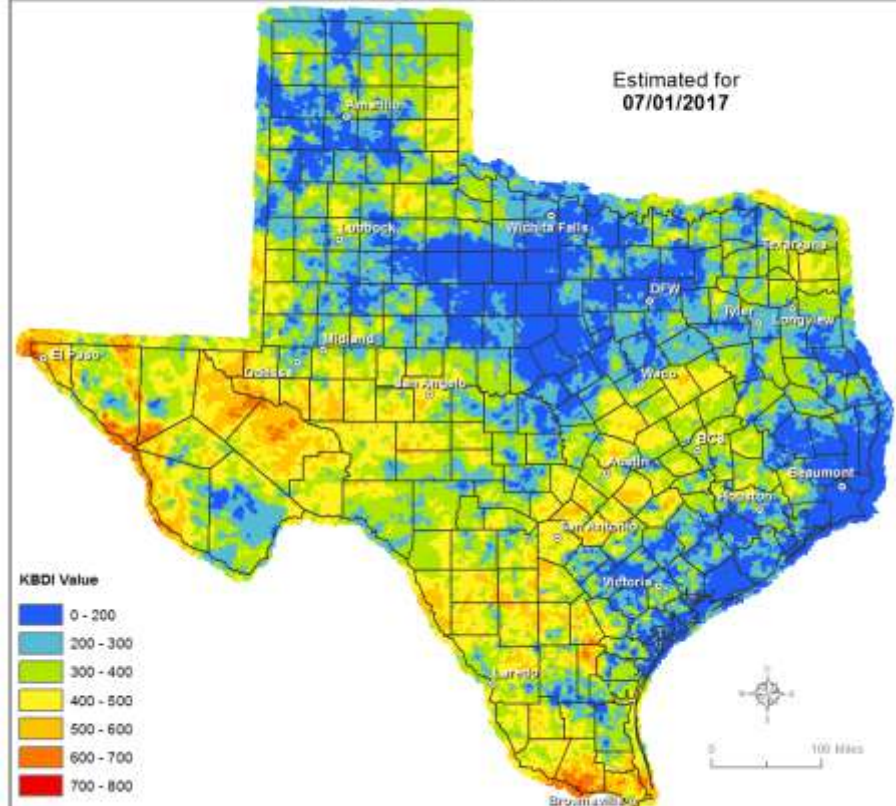 Estimated for
07/01/2017
Amarillo
Lubbock
Wichita Falls
Texarkana
DFW
Tyler
Longview
Midland
Odessa
El Paso
San Angelo
Waco
BCS
Austin
Beaumont
Houston
San Antonio
Victoria
Laredo
Brownsville
KBDI Value
0 - 200
200 - 300
300 - 400
400 - 500
500 - 600
600 - 700
700 - 800
0 100 Miles